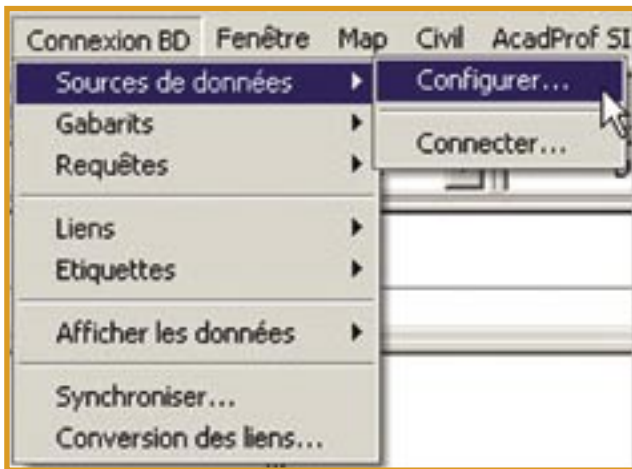 Connexion BD Fenêtre Map Civil AcadProf SI
Sources de données
Configurer...
Gabarits
Connecter...
Requêtes
Liens
Etiquettes
Afficher les données
Synchroniser...
Conversion des liens...